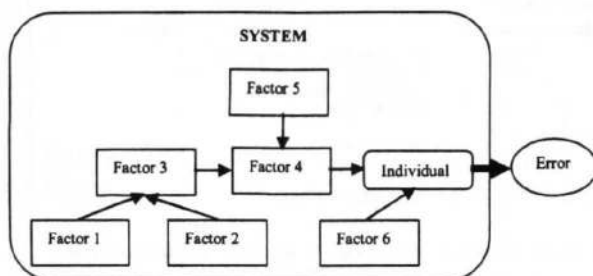 SYSTEM
Factor 5
Factor 3
Factor 4
Individual
Error
Factor 1
Factor 2
Factor 6